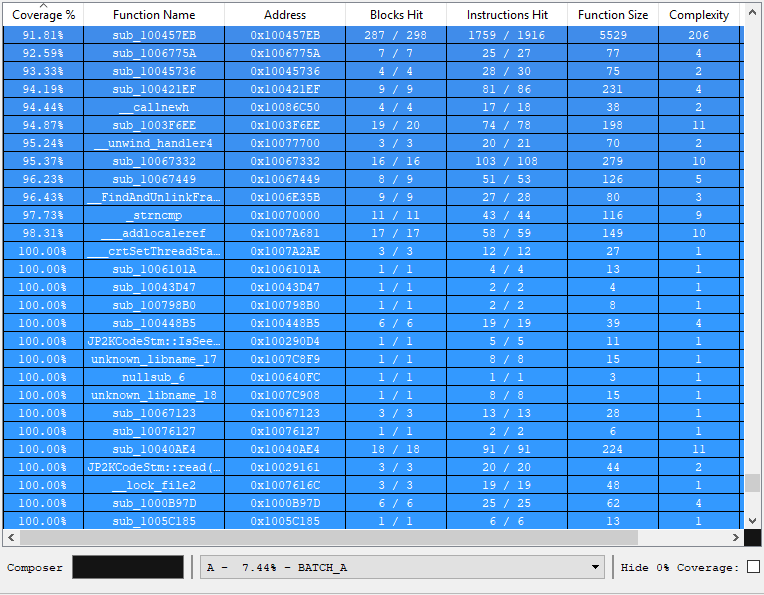 Coverage % Function Name Address Blocks Hit Instructions Hit Function Size Complexity
91.81% sub_100457EB 0x100457EB 287 / 298 1759 / 1916 5529 206
92.59% sub_1006775A 0x1006775A 7 / 7 25 / 27 77 4
93.33% sub_10045736 0x10045736 4 / 4 28 / 30 75 2
94.19% sub_100421EF 0x100421EF 9 / 9 81 / 86 231 4
94.44% __callnewh 0x10086C50 4 / 4 17 / 18 38 2
94.87% sub_1003F6EE 0x1003F6EE 19 / 20 74 / 78 198 11
95.24% __unwind_handler4 0x10077700 3 / 3 20 / 21 70 2
95.37% sub_10067332 0x10067332 16 / 16 103 / 108 279 10
96.23% sub_10067449 0x10067449 8 / 9 51 / 53 126 5
96.43% __FindAndUnlinkFra… 0x1006E35B 9 / 9 27 / 28 80 3
97.73% _strncmp 0x10070000 11 / 11 43 / 44 116 9
98.31% ___addlocaleref 0x1007A681 17 / 17 58 / 59 149 10
100.00% ___crtSetThreadSta… 0x1007A2AE 3 / 3 12 / 12 27 1
100.00% sub_1006101A 0x1006101A 1 / 1 4 / 4 13 1
100.00% sub_10043D47 0x10043D47 1 / 1 2 / 2 4 1
100.00% sub_100798B0 0x100798B0 1 / 1 2 / 2 8 1
100.00% sub_100448B5 0x100448B5 6 / 6 19 / 19 39 4
100.00% JP2KCodeStm::IsSee… 0x100290D4 1 / 1 5 / 5 11 1
100.00% unknown_libname_17 0x1007C8F9 1 / 1 8 / 8 15 1
100.00% nullsub_6 0x100640FC 1 / 1 1 / 1 3 1
100.00% unknown_libname_18 0x1007C908 1 / 1 8 / 8 15 1
100.00% sub_10067123 0x10067123 3 / 3 13 / 13 28 1
100.00% sub_10076127 0x10076127 1 / 1 2 / 2 6 1
100.00% sub_10040AE4 0x10040AE4 18 / 18 91 / 91 224 11
100.00% JP2KCodeStm::read(… 0x10029161 3 / 3 20 / 20 44 2
100.00% __lock_file2 0x1007616C 3 / 3 19 / 19 48 1
100.00% sub_1000B97D 0x1000B97D 6 / 6 25 / 25 62 4
100.00% sub_1005C185 0x1005C185 1 / 1 6 / 6 13 1
Composer A - 7.44% - BATCH_A Hide 0% Coverage: